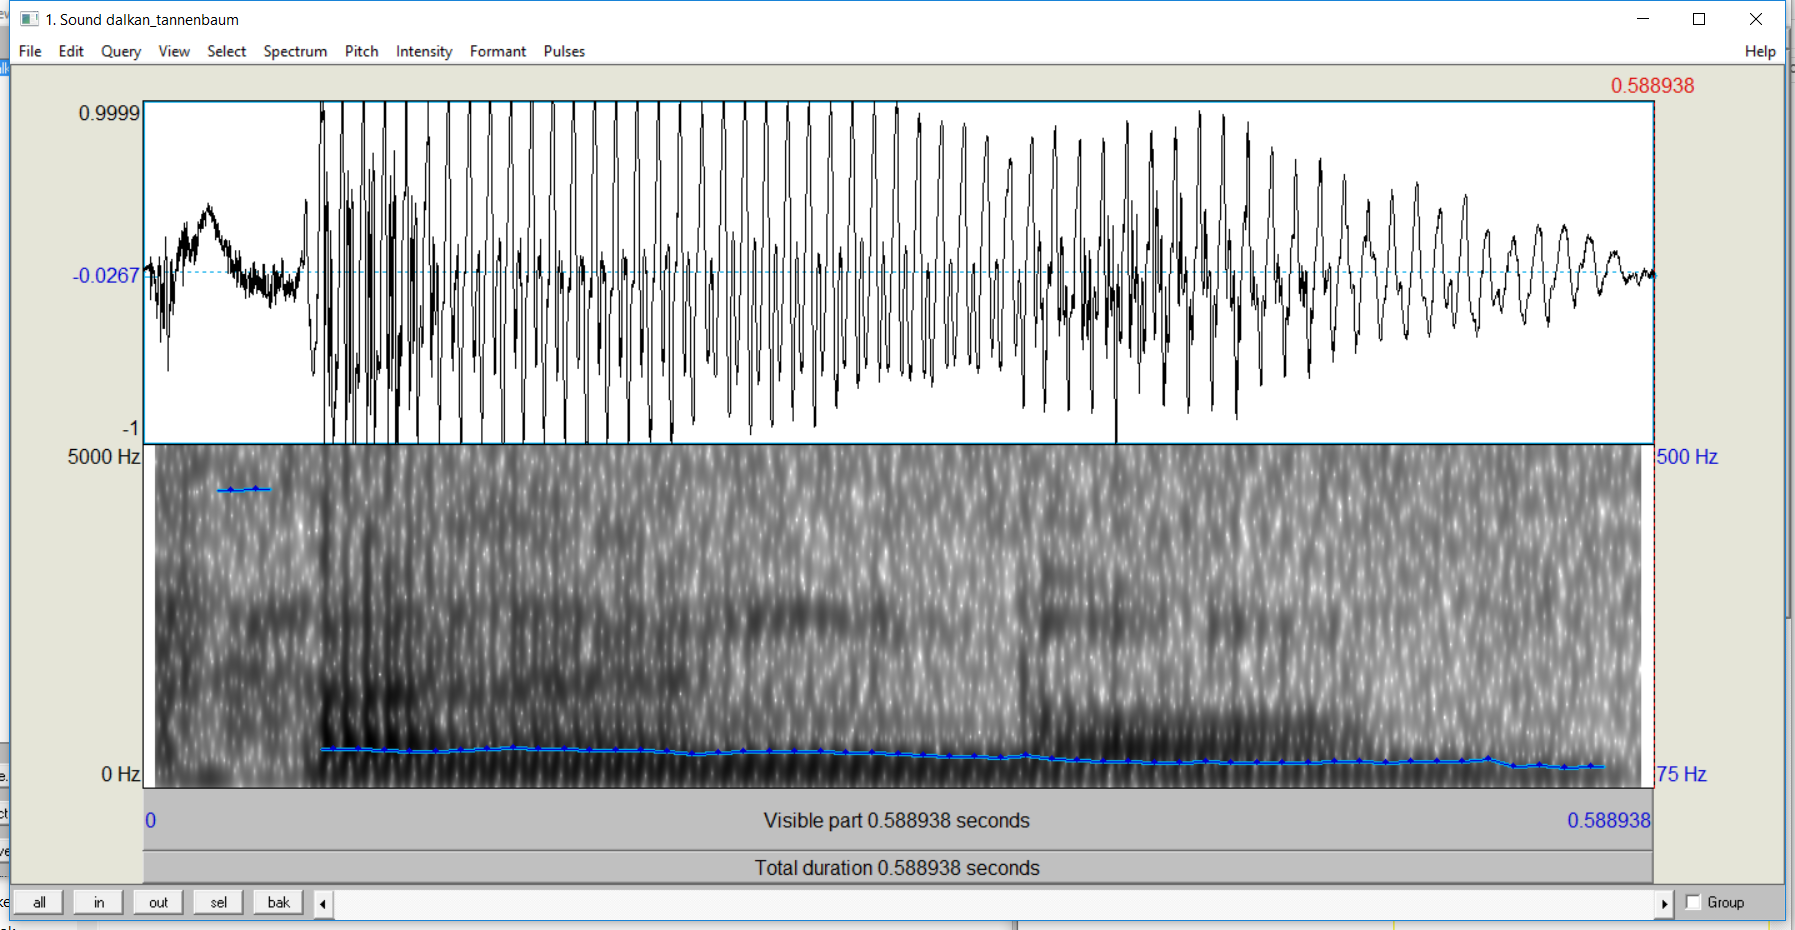 1. Sound dalkan_tannenbaum
File Edit Query View Select Spectrum Pitch Intensity Formant Pulses Help
0.588938
0.9999
-0.0267
-1
5000 Hz 500 Hz
0 Hz 75 Hz
0 Visible part 0.588938 seconds 0.588938
Total duration 0.588938 seconds
all in out sel bak Group